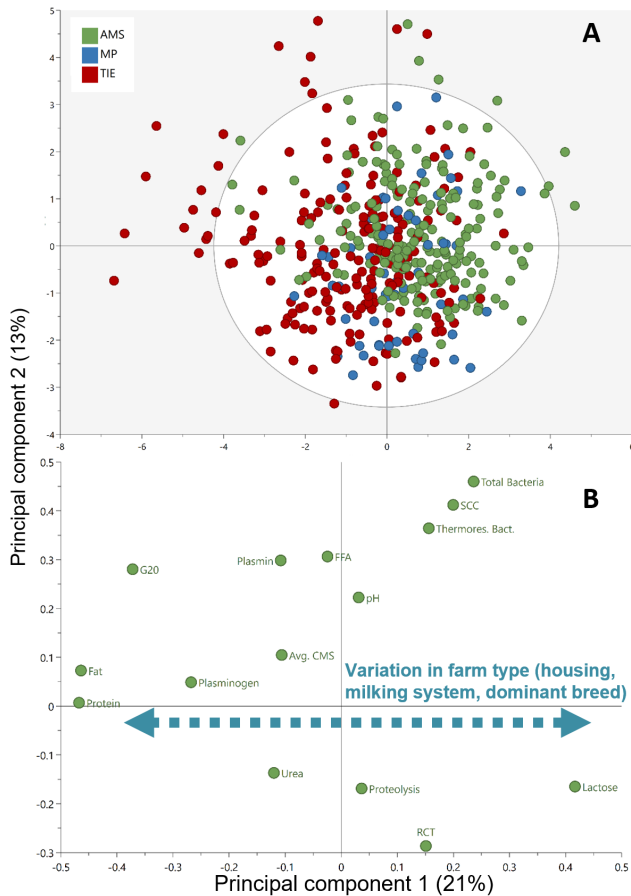 AMS
MP
TIE
A
5
4
3
2
1
0
-1
-2
-3
-4
-8
-6
-4
-2
0
2
4
6
Principal component 2 (13%)
B
0.5
0.4
0.3
0.2
0.1
0
-0.1
-0.2
-0.3
Total Bacteria
SCC
Thermores. Bact.
Plasmin
FFA
G20
pH
Avg. CMS
Fat
Plasminogen
Protein
Variation in farm type (housing,
milking system, dominant breed)
Urea
Proteolysis
Lactose
RCT
-0.5
-0.4
-0.3
-0.2
-0.1
0
0.1
0.2
0.3
0.4
0.5
Principal component 1 (21%)